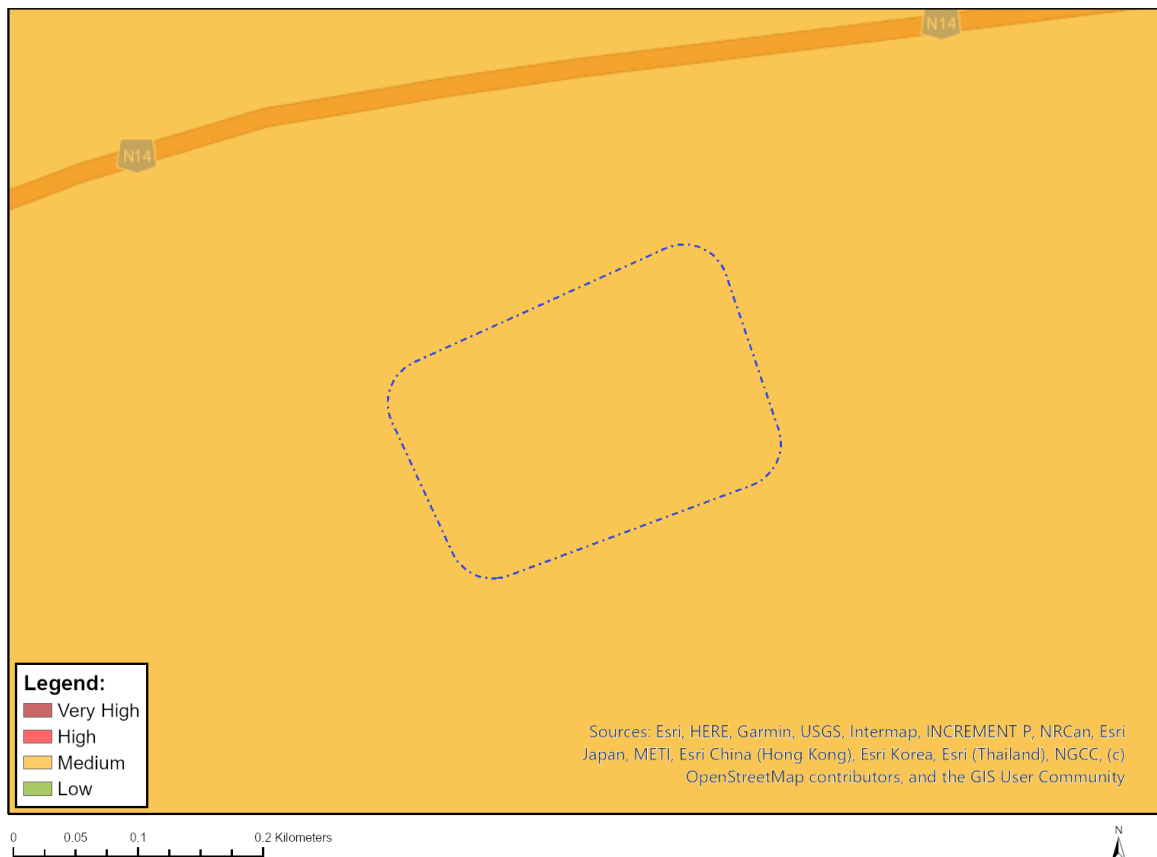 N14
N14
Legend:
Very High
High
Medium
Low
Sources: Esri, HERE, Garmin, USGS, Intermap, INCREMENT P, NRCan, Esri
Japan, METI, Esri China (Hong Kong), Esri Korea, Esri (Thailand), NGCC, (c)
OpenStreetMap contributors, and the GIS User Community
0 0.05 0.1 0.2 Kilometers
N